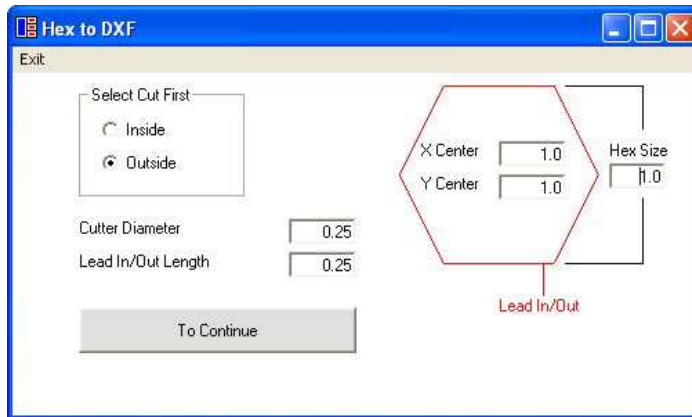 Hex to DXF
Exit
Select Cut First
Inside
Outside
X Center 1.0
Y Center 1.0
Hex Size
1.0
Cutter Diameter 0.25
Lead In/Out Length 0.25
Lead In/Out
To Continue